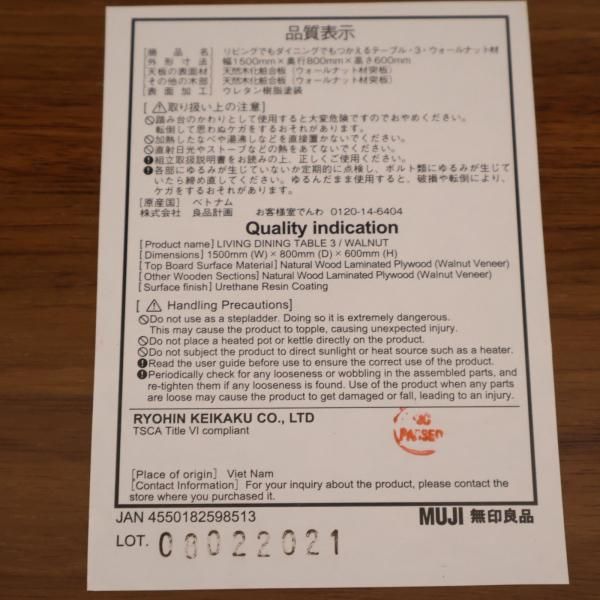 品質表示
[商品名] リビングでもダイニングでもつかえるテーブル・3・ウォールナット材
[外形寸法] 幅1500mm×奥行800mm×高さ600mm
[天板の表面材] 天然木化粧合板（ウォールナット材突板）
[その他の木部] 天然木化粧合板（ウォールナット材突板）
[表面加工] ウレタン樹脂塗装
[⚠取り扱い上の注意]
踏み台のかわりとして使用すると大変危険ですのでおやめください。
転倒して思わぬケガをするおそれがあります。
加熱したなべや湯沸しなどを直接置かないでください。
直射日光やストーブなどの熱をあてないでください。
組立取扱説明書をお読みの上、正しくご使用ください。
各部にゆるみが生じていないか定期的に点検し、ボルト類にゆるみが生じて
いたら締め直してください。ゆるんだまま使用すると、破損や転倒により、
ケガをするおそれがあります。
[原産国] ベトナム
株式会社 良品計画 お客様室でんわ 0120-14-6404
Quality indication
[Product name] LIVING DINING TABLE 3 / WALNUT
[Dimensions] 1500mm (W) × 800mm (D) × 600mm (H)
[Top Board Surface Material] Natural Wood Laminated Plywood (Walnut Veneer)
[Other Wooden Sections] Natural Wood Laminated Plywood (Walnut Veneer)
[Surface finish] Urethane Resin Coating
[ ⚠ Handling Precautions]
Do not use as a stepladder. Doing so it is extremely dangerous.
This may cause the product to topple, causing unexpected injury.
Do not place a heated pot or kettle directly on the product.
Do not subject the product to direct sunlight or heat source such as a heater.
Read the user guide before use to ensure the correct use of the product.
Periodically check for any looseness or wobbling in the assembled parts, and
re-tighten them if any looseness is found. Use of the product when any parts
are loose may cause the product to get damaged or fall, leading to an injury.
RYOHIN KEIKAKU CO., LTD
TSCA Title VI compliant
PASSED
[Place of origin] Viet Nam
[Contact Information] For your inquiry about the product, please contact the
store where you purchased it.
JAN 4550182598513
MUJI 無印良品
LOT. 08022021